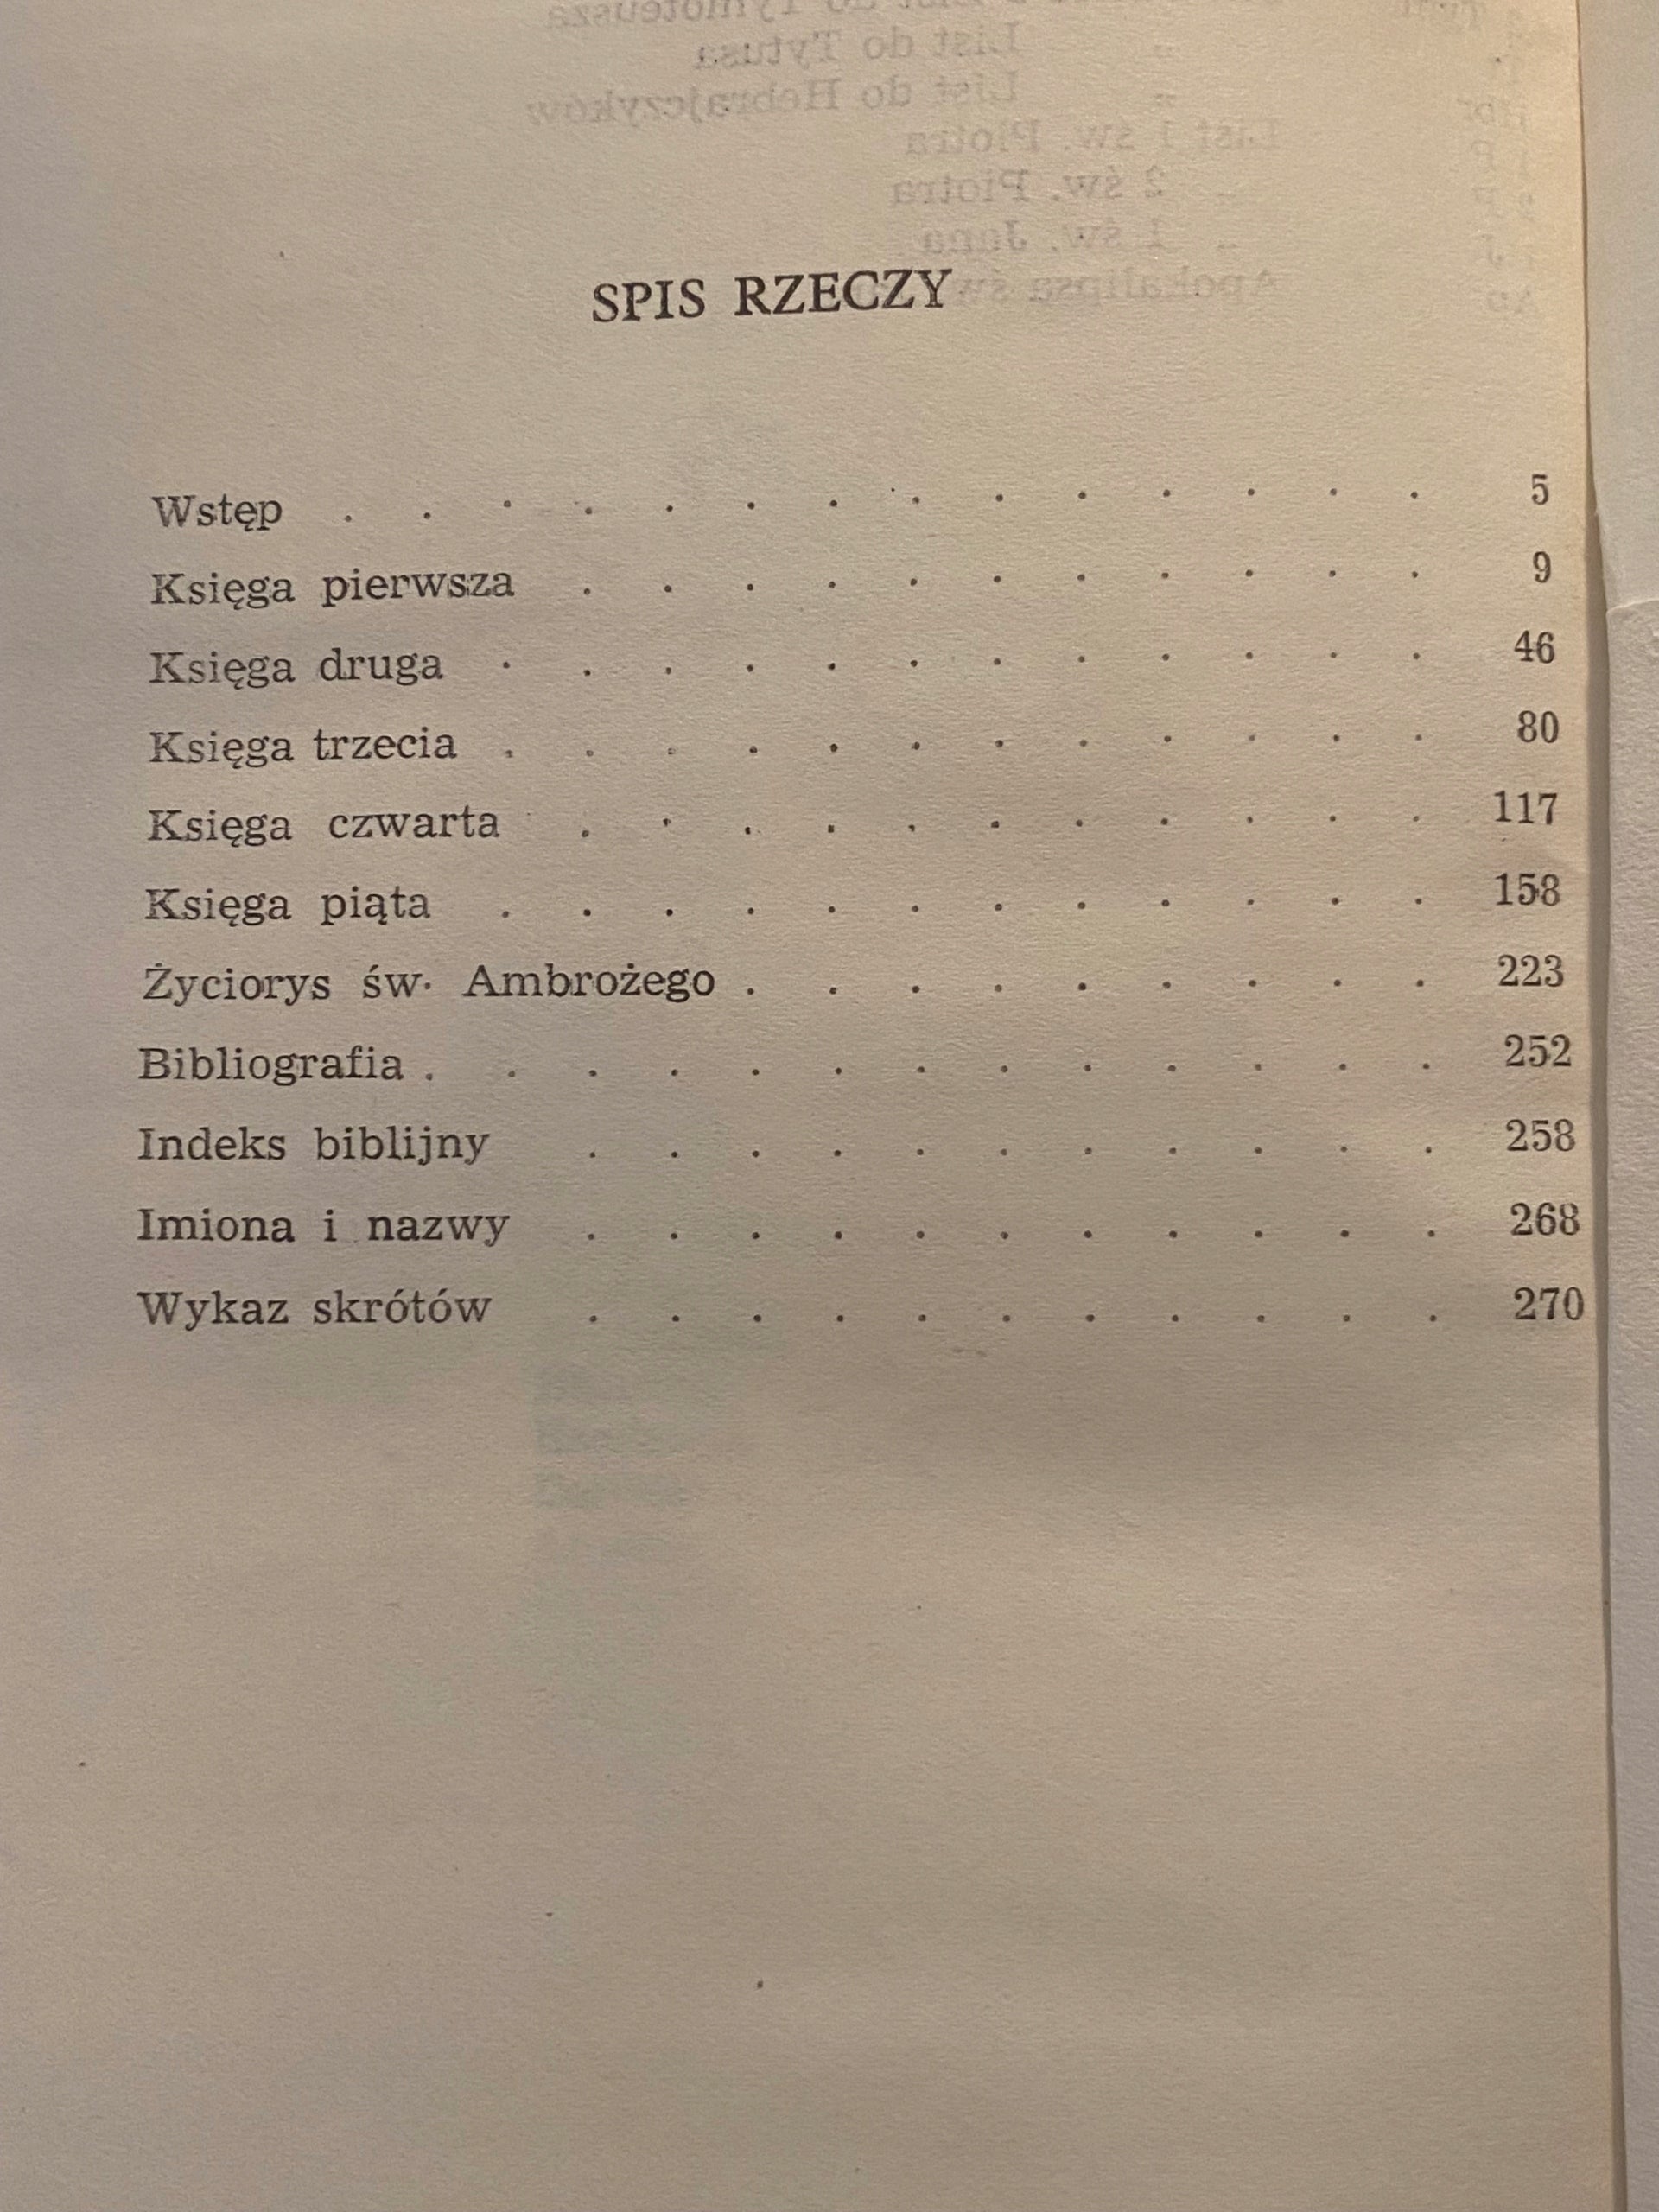 SPIS RZECZY
Wstęp . . . . . . . . . . . . . . 5
Księga pierwsza . . . . . . . . . . . 9
Księga druga . . . . . . . . . . . . 46
Księga trzecia . . . . . . . . . . . . 80
Księga czwarta . . . . . . . . . . . 117
Księga piąta . . . . . . . . . . . . 158
Życiorys św. Ambrożego . . . . . . . . . 223
Bibliografia . . . . . . . . . . . . . 252
Indeks biblijny . . . . . . . . . . . 258
Imiona i nazwy . . . . . . . . . . . 268
Wykaz skrótów . . . . . . . . . . . 270